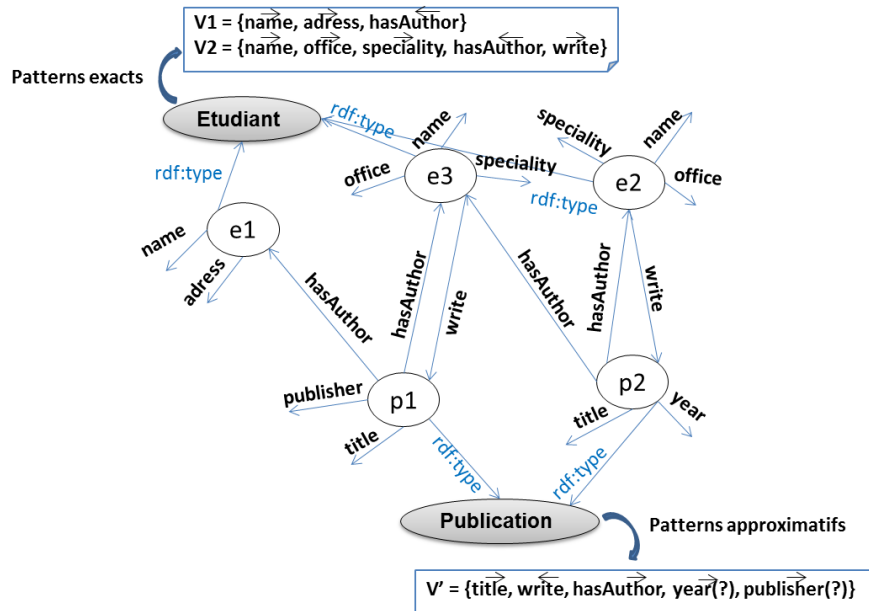 V1 = {name, adress, hasAuthor}
V2 = {name, office, speciality, hasAuthor, write}
Patterns exacts
Etudiant
rdf:type
name
speciality
name
rdf:type
office
speciality
office
e3
e2
rdf:type
e1
name
adress
hasAuthor
hasAuthor
write
hasAuthor
hasAuthor
write
publisher
p1
p2
title
year
title
rdf:type
rdf:type
Publication
Patterns approximatifs
V' = {title, write, hasAuthor, year(?), publisher(?)}